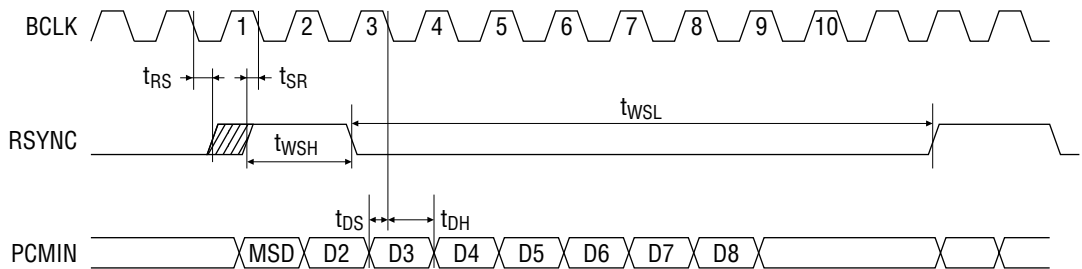 BCLK 1 2 3 4 5 6 7 8 9 10
tRS tSR
RSYNC tWSH tWSL
tDS tDH
PCMIN MSD D2 D3 D4 D5 D6 D7 D8